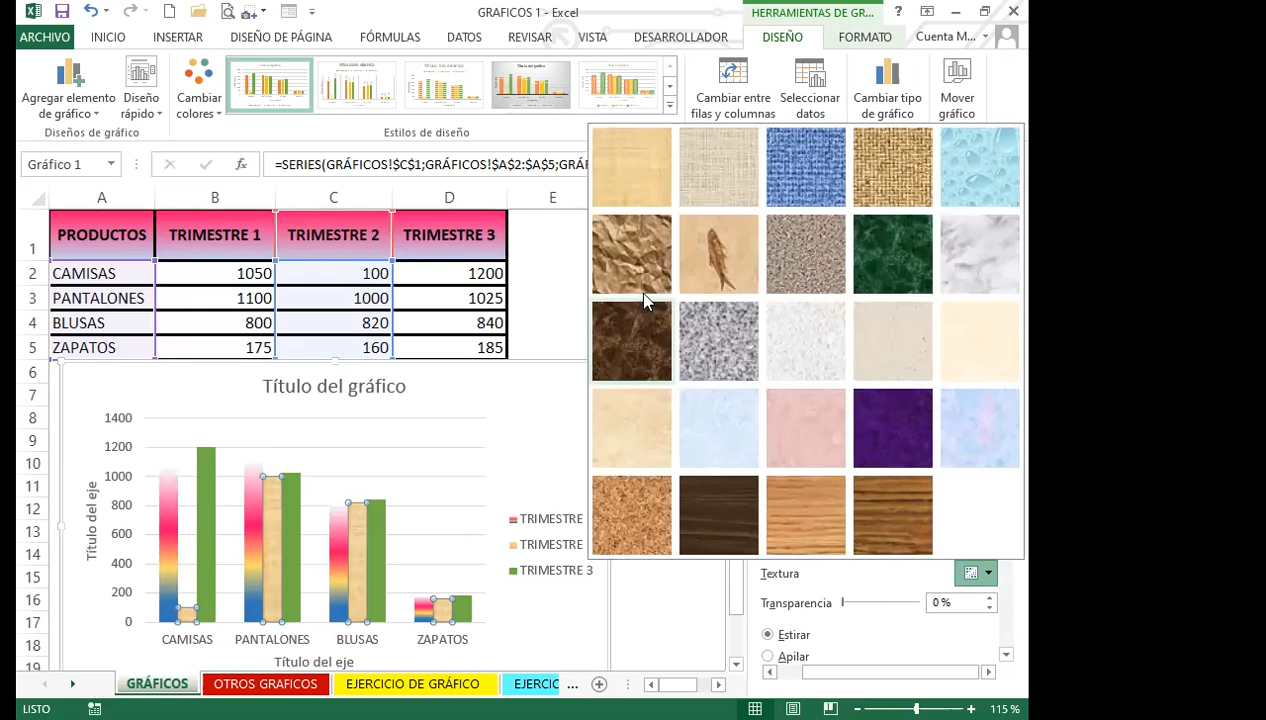 GRAFICOS 1 - Excel
HERRAMIENTAS DE GR...
?
ARCHIVO INICIO INSERTAR DISEÑO DE PÁGINA FÓRMULAS DATOS REVISAR VISTA DESARROLLADOR DISEÑO FORMATO Cuenta M...
Agregar elemento de gráfico
Diseño rápido
Cambiar colores
Cambiar entre filas y columnas
Seleccionar datos
Cambiar tipo de gráfico
Mover gráfico
Diseños de gráfico
Estilos de diseño
Gráfico 1
fx
=SERIES(GRÁFICOS!$C$1;GRÁFICOS!$A$2:$A$5;GRÁF
A B C D E
1 PRODUCTOS TRIMESTRE 1 TRIMESTRE 2 TRIMESTRE 3
2 CAMISAS 1050 100 1200
3 PANTALONES 1100 1000 1025
4 BLUSAS 800 820 840
5 ZAPATOS 175 160 185
6
7
8
9
10
11
12
13
14
15
16
17
18
19
Título del gráfico
1400
1200
1000
800
600
400
200
0
Título del eje
CAMISAS PANTALONES BLUSAS ZAPATOS
Título del eje
TRIMESTRE
TRIMESTRE
TRIMESTRE 3
Textura
Transparencia 0 %
Estirar
Apilar
GRÁFICOS OTROS GRAFICOS EJERCICIO DE GRÁFICO EJERCIC ...
LISTO
115 %